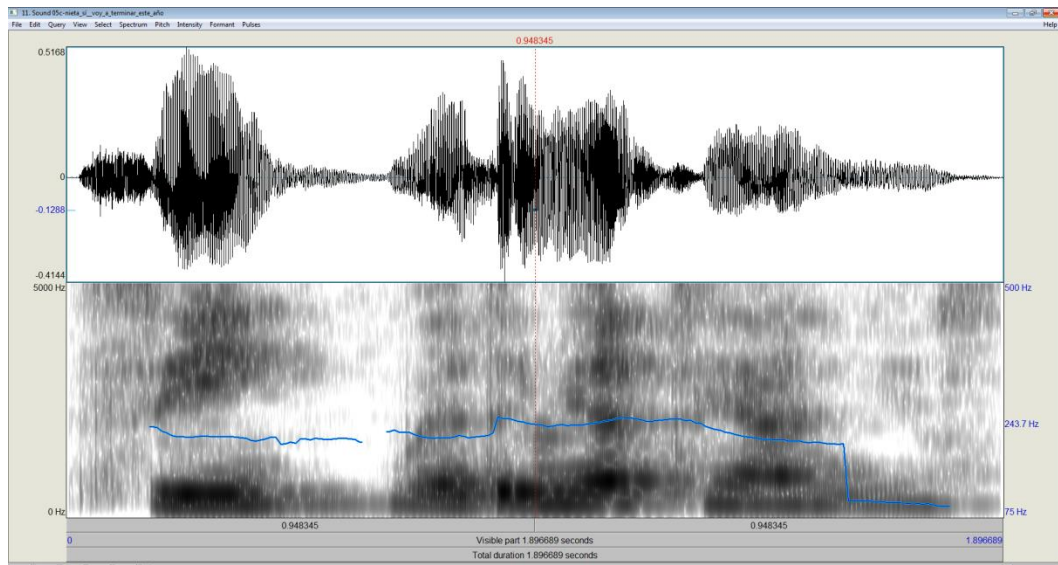 11. Sound 05c-nieta_sí__voy_a_terminar_este_año
File Edit Query View Select Spectrum Pitch Intensity Formant Pulses Help
0.948345
0.5168
0
-0.1288
-0.4144
5000 Hz 500 Hz
243.7 Hz
0 Hz 75 Hz
0.948345 0.948345
0 Visible part 1.896689 seconds 1.896689
Total duration 1.896689 seconds